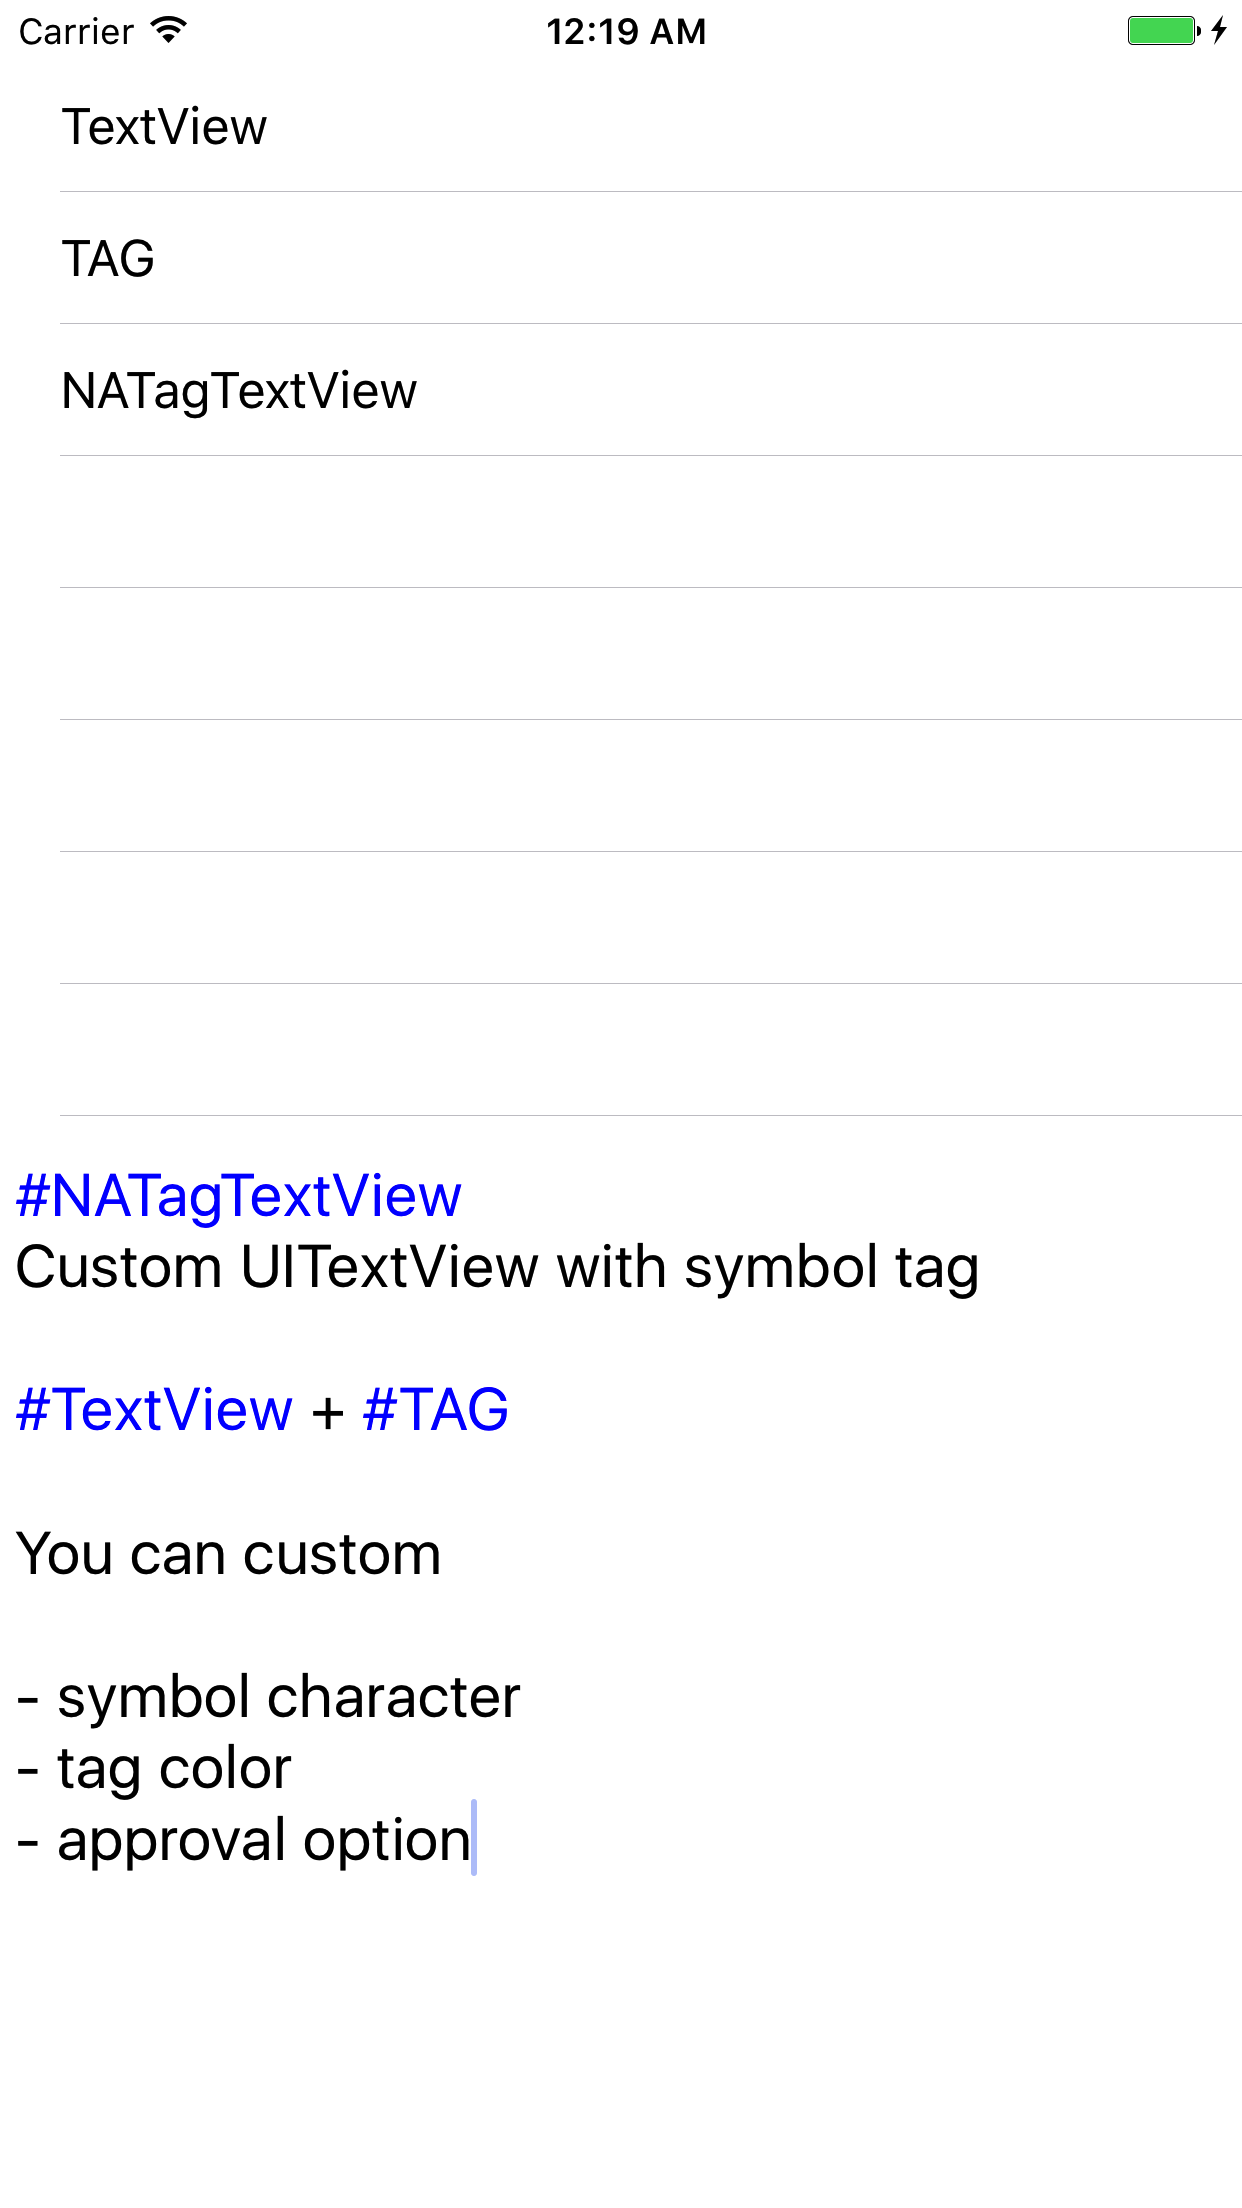 Carrier 12:19 AM
TextView
TAG
NATagTextView
#NATagTextView
Custom UITextView with symbol tag
#TextView + #TAG
You can custom
- symbol character
- tag color
- approval option